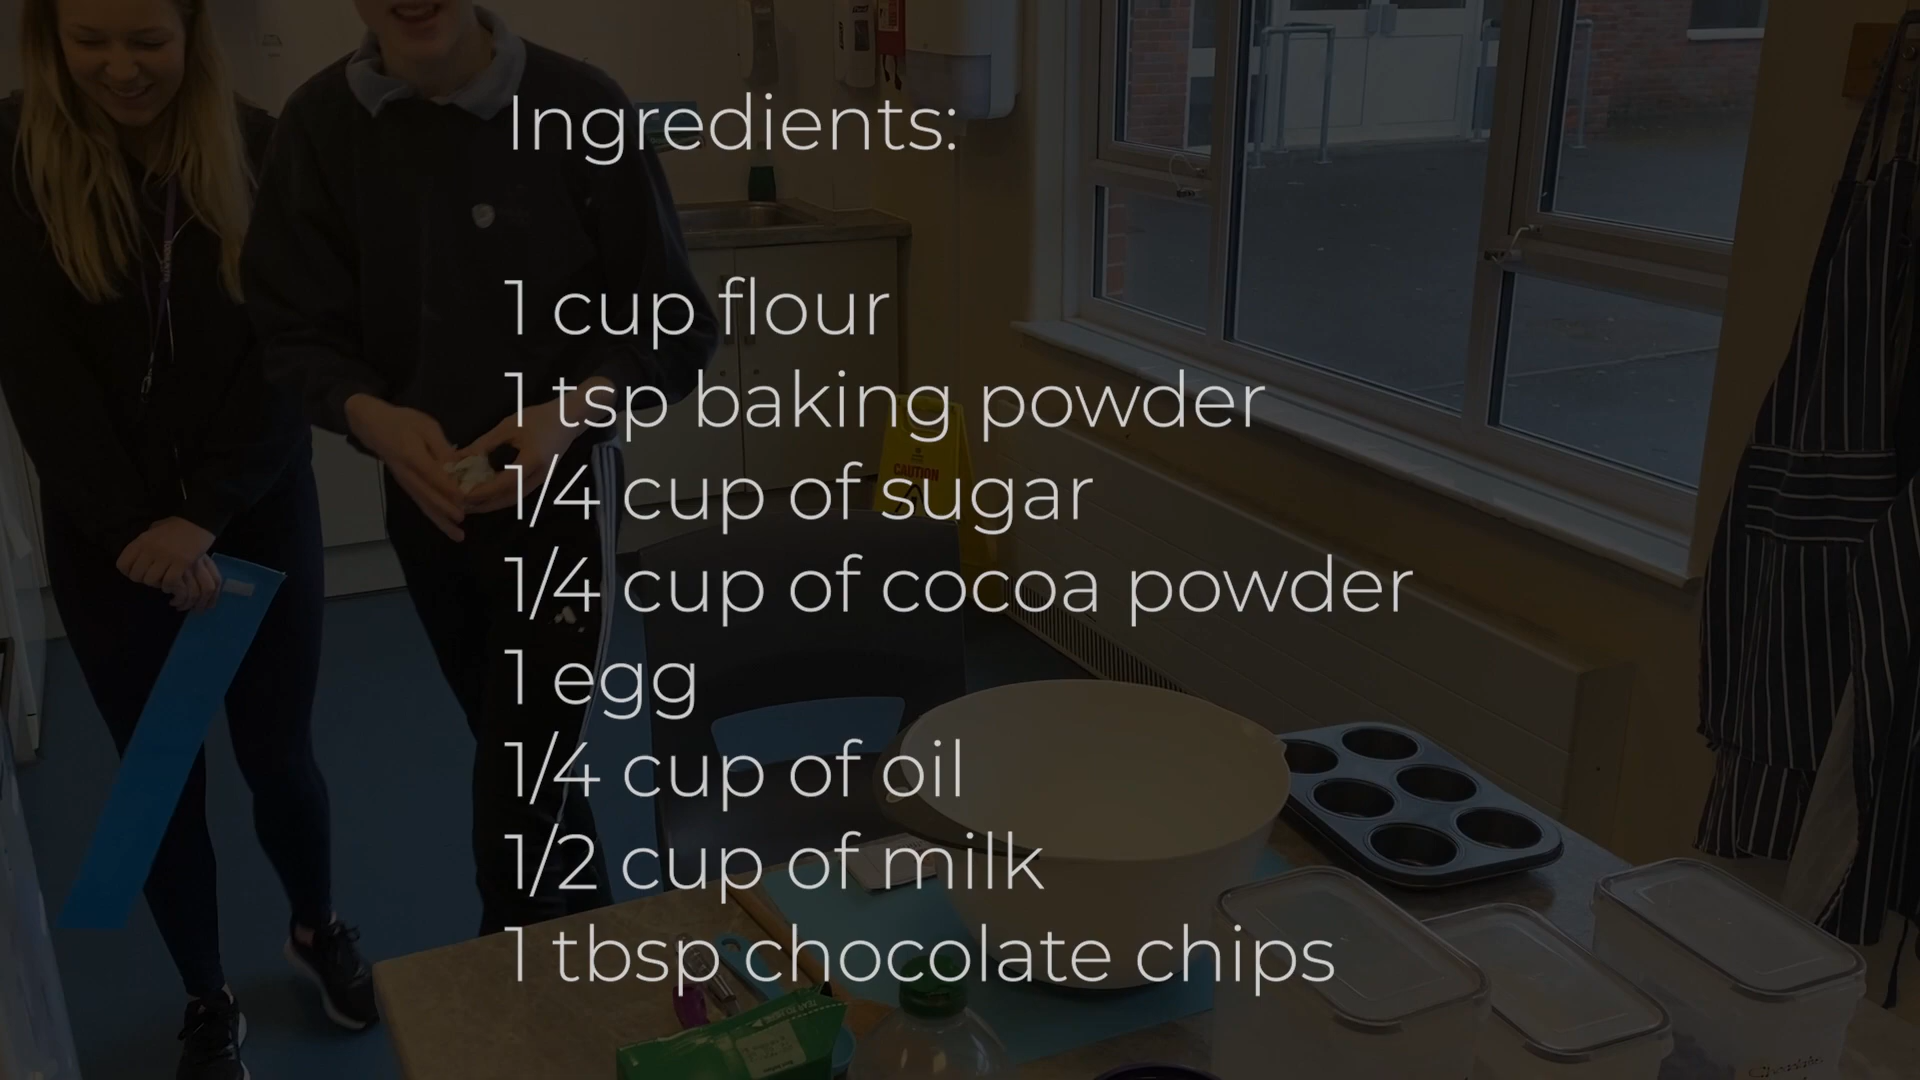 Ingredients:
1 cup flour
1 tsp baking powder
1/4 cup of sugar
1/4 cup of cocoa powder
1 egg
1/4 cup of oil
1/2 cup of milk
1 tbsp chocolate chips
CAUTION